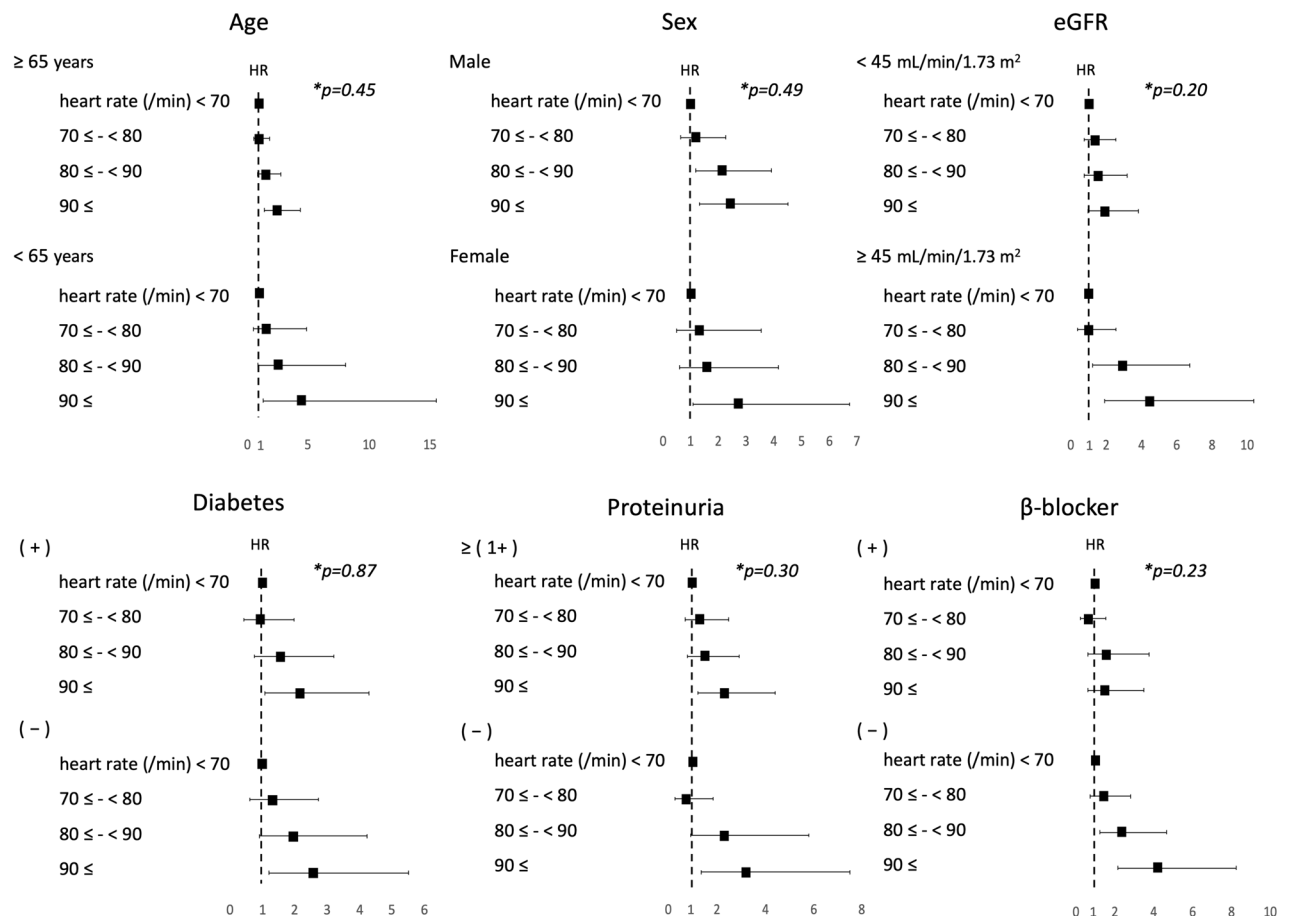 Age
≥ 65 years
HR
*p=0.45
heart rate (/min) < 70
70 ≤ - < 80
80 ≤ - < 90
90 ≤
< 65 years
heart rate (/min) < 70
70 ≤ - < 80
80 ≤ - < 90
90 ≤
0 1 5 10 15
Sex
Male
HR
*p=0.49
heart rate (/min) < 70
70 ≤ - < 80
80 ≤ - < 90
90 ≤
Female
heart rate (/min) < 70
70 ≤ - < 80
80 ≤ - < 90
90 ≤
0 1 2 3 4 5 6 7
eGFR
< 45 mL/min/1.73 m²
HR
*p=0.20
heart rate (/min) < 70
70 ≤ - < 80
80 ≤ - < 90
90 ≤
≥ 45 mL/min/1.73 m²
heart rate (/min) < 70
70 ≤ - < 80
80 ≤ - < 90
90 ≤
0 1 2 4 6 8 10
Diabetes
( + )
HR
*p=0.87
heart rate (/min) < 70
70 ≤ - < 80
80 ≤ - < 90
90 ≤
( − )
heart rate (/min) < 70
70 ≤ - < 80
80 ≤ - < 90
90 ≤
0 1 2 3 4 5 6
Proteinuria
≥ ( 1+ )
HR
*p=0.30
heart rate (/min) < 70
70 ≤ - < 80
80 ≤ - < 90
90 ≤
( − )
heart rate (/min) < 70
70 ≤ - < 80
80 ≤ - < 90
90 ≤
0 1 2 4 6 8
β-blocker
( + )
HR
*p=0.23
heart rate (/min) < 70
70 ≤ - < 80
80 ≤ - < 90
90 ≤
( − )
heart rate (/min) < 70
70 ≤ - < 80
80 ≤ - < 90
90 ≤
0 1 2 4 6 8 10